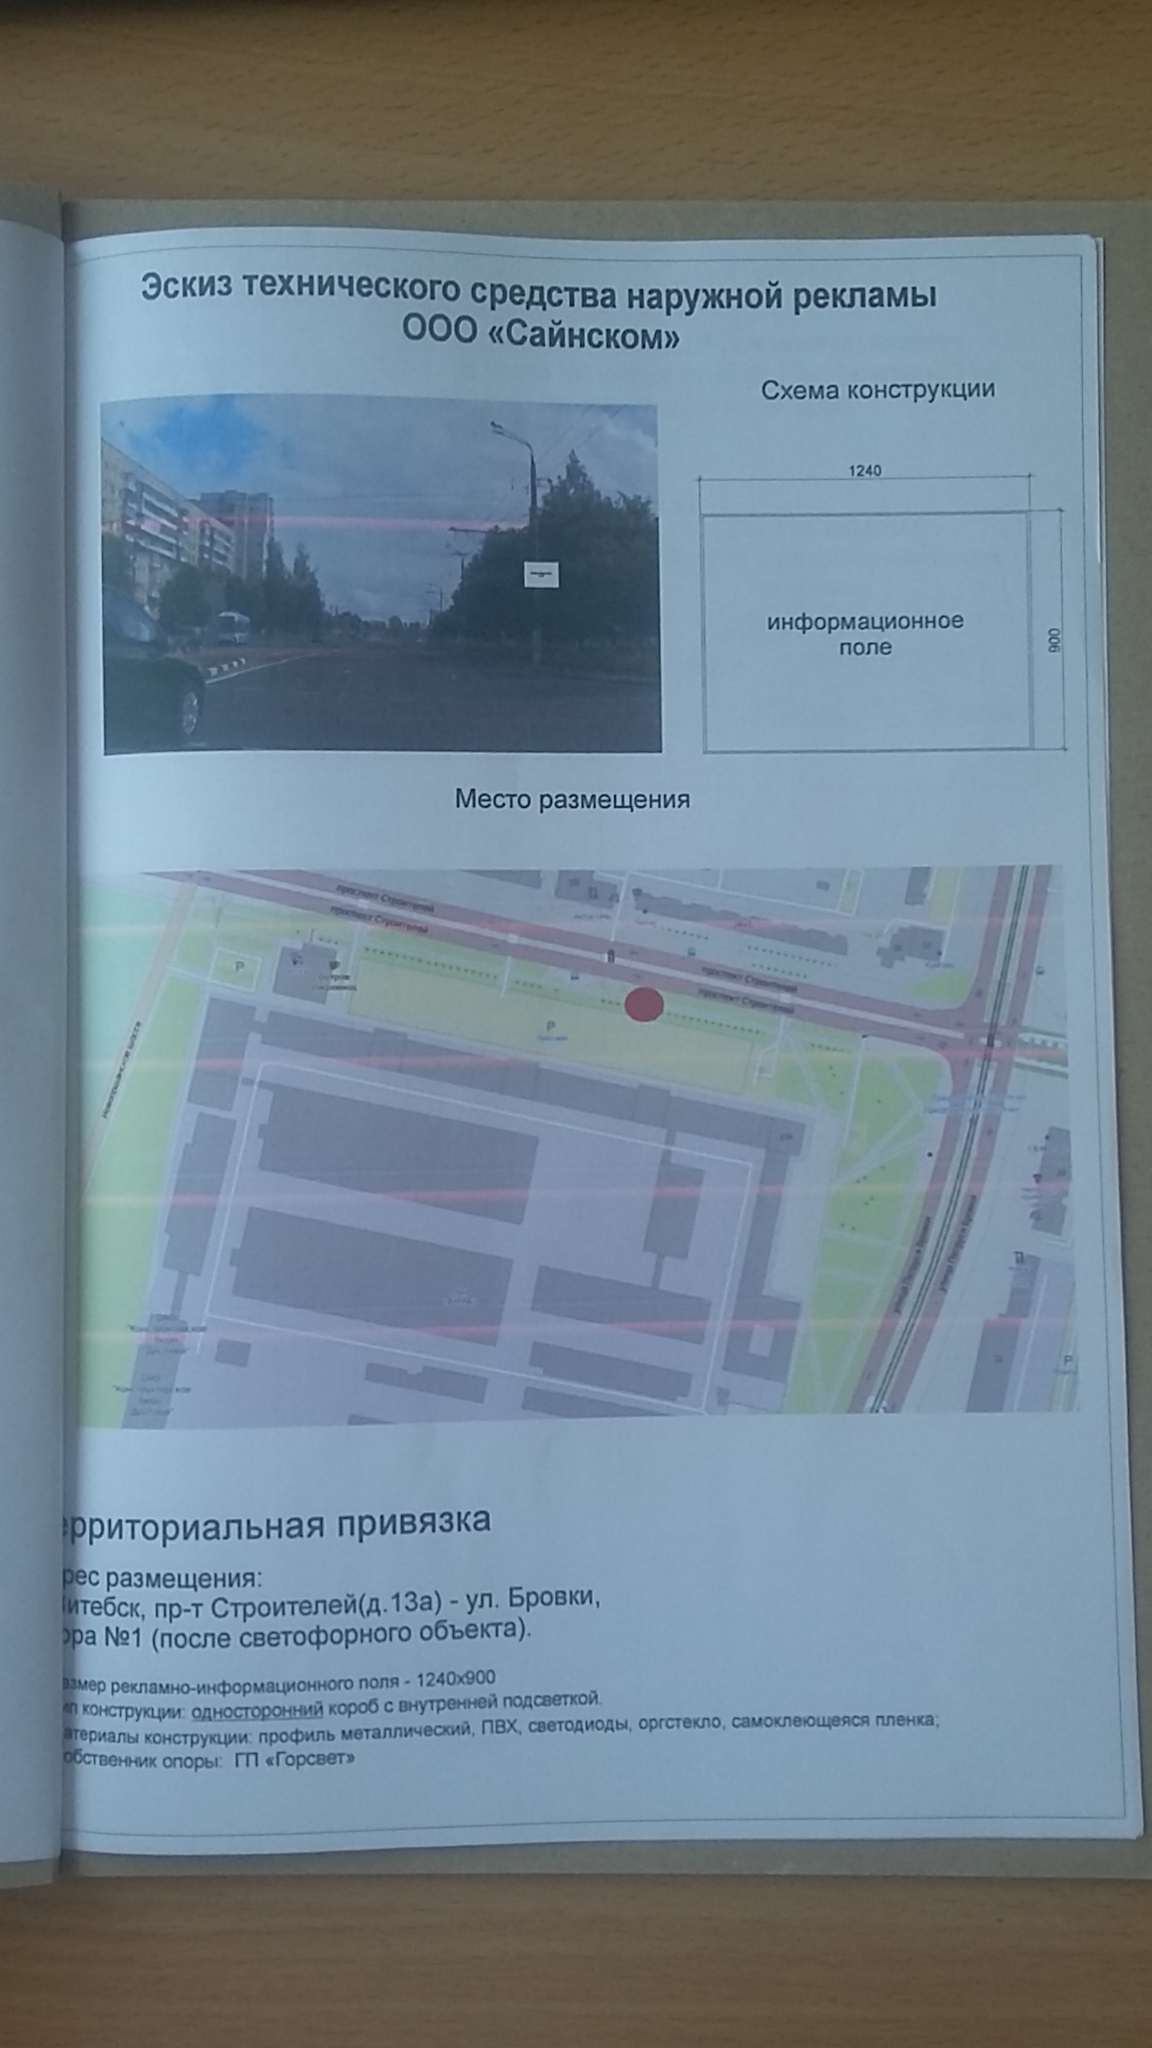 Эскиз технического средства наружной рекламы
ООО «Сайнском»
Схема конструкции
1240
информационное
поле
900
Место размещения
проспект Строителей
проспект Строителей
проспект Строителей
проспект Строителей
P
P
улица Петруся Бровки
улица Петруся Бровки
P
ерриториальная привязка
рес размещения:
итебск, пр-т Строителей(д.13а) - ул. Бровки,
ора №1 (после светофорного объекта).
азмер рекламно-информационного поля - 1240х900
ип конструкции: односторонний короб с внутренней подсветкой.
атериалы конструкции: профиль металлический, ПВХ, светодиоды, оргстекло, самоклеющеяся пленка;
обственник опоры: ГП «Горсвет»